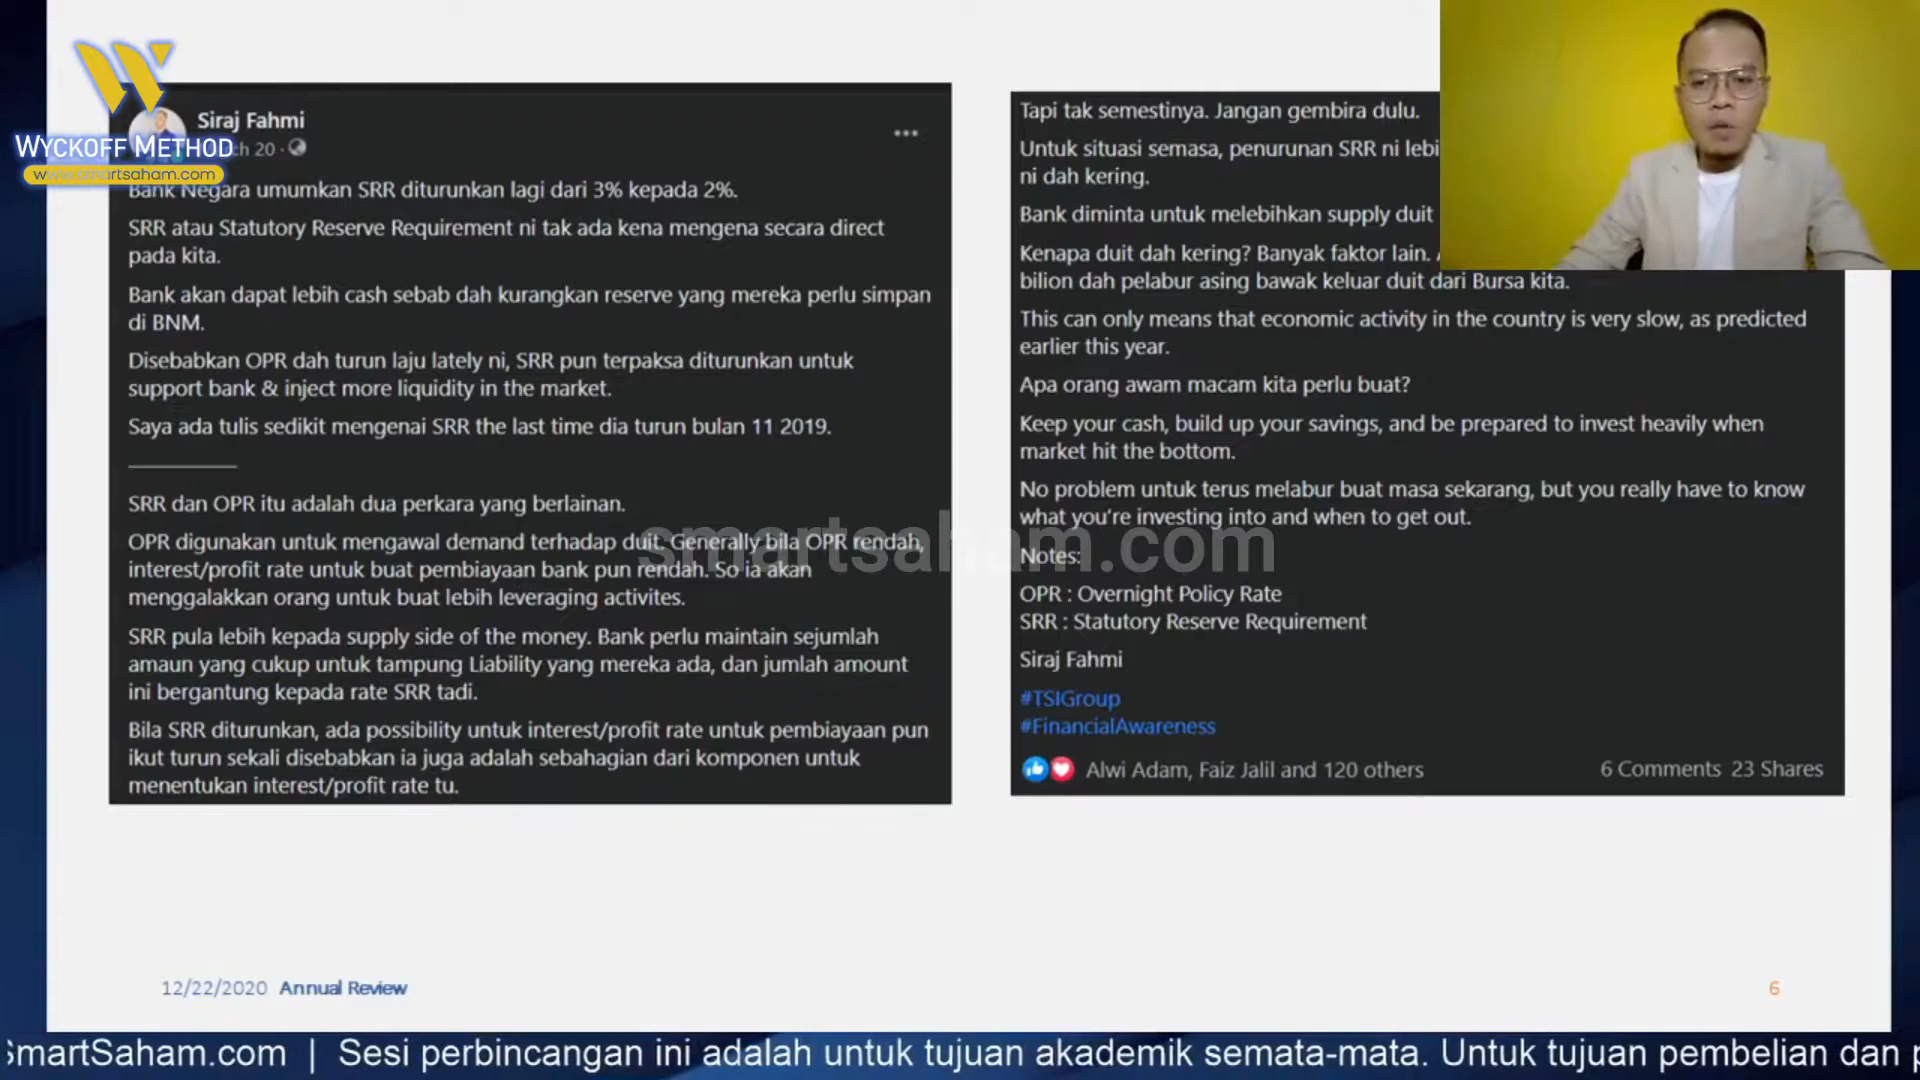 WYCKOFF METHOD
www.smartsaham.com
Siraj Fahmi
20 ·
Bank Negara umumkan SRR diturunkan lagi dari 3% kepada 2%.
SRR atau Statutory Reserve Requirement ni tak ada kena mengena secara direct
pada kita.
Bank akan dapat lebih cash sebab dah kurangkan reserve yang mereka perlu simpan
di BNM.
Disebabkan OPR dah turun laju lately ni, SRR pun terpaksa diturunkan untuk
support bank & inject more liquidity in the market.
Saya ada tulis sedikit mengenai SRR the last time dia turun bulan 11 2019.
SRR dan OPR itu adalah dua perkara yang berlainan.
OPR digunakan untuk mengawal demand terhadap duit. Generally bila OPR rendah,
interest/profit rate untuk buat pembiayaan bank pun rendah. So ia akan
menggalakkan orang untuk buat lebih leveraging activites.
SRR pula lebih kepada supply side of the money. Bank perlu maintain sejumlah
amaun yang cukup untuk tampung Liability yang mereka ada, dan jumlah amount
ini bergantung kepada rate SRR tadi.
Bila SRR diturunkan, ada possibility untuk interest/profit rate untuk pembiayaan pun
ikut turun sekali disebabkan ia juga adalah sebahagian dari komponen untuk
menentukan interest/profit rate tu.
Tapi tak semestinya. Jangan gembira dulu.
Untuk situasi semasa, penurunan SRR ni lebi
ni dah kering.
Bank diminta untuk melebihkan supply duit
Kenapa duit dah kering? Banyak faktor lain.
bilion dah pelabur asing bawak keluar duit dari Bursa kita.
This can only means that economic activity in the country is very slow, as predicted
earlier this year.
Apa orang awam macam kita perlu buat?
Keep your cash, build up your savings, and be prepared to invest heavily when
market hit the bottom.
No problem untuk terus melabur buat masa sekarang, but you really have to know
what you're investing into and when to get out.
Notes:
OPR : Overnight Policy Rate
SRR : Statutory Reserve Requirement
Siraj Fahmi
#TSIGroup
#FinancialAwareness
Alwi Adam, Faiz Jalil and 120 others
6 Comments 23 Shares
smartsaham.com
12/22/2020 Annual Review
6
SmartSaham.com | Sesi perbincangan ini adalah untuk tujuan akademik semata-mata. Untuk tujuan pembelian dan